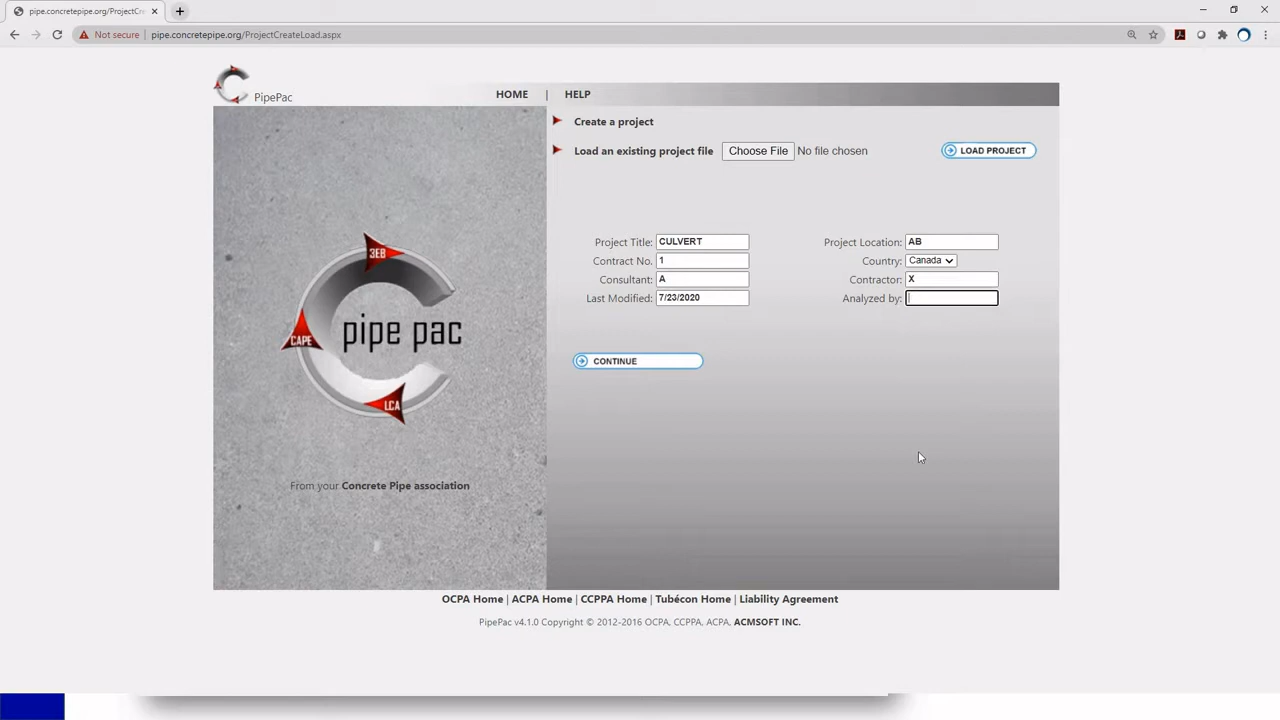 pipe.concretepipe.org/ProjectCr
Not secure | pipe.concretepipe.org/ProjectCreateLoad.aspx
PipePac
HOME | HELP
Create a project
Load an existing project file Choose File No file chosen LOAD PROJECT
Project Title: CULVERT Project Location: AB
Contract No. 1 Country: Canada
Consultant: A Contractor: X
Last Modified: 7/23/2020 Analyzed by:
CONTINUE
3EB
pipe pac
CAPE
LCA
From your Concrete Pipe association
OCPA Home | ACPA Home | CCPPA Home | Tubécon Home | Liability Agreement
PipePac v4.1.0 Copyright © 2012-2016 OCPA, CCPPA, ACPA, ACMSOFT INC.